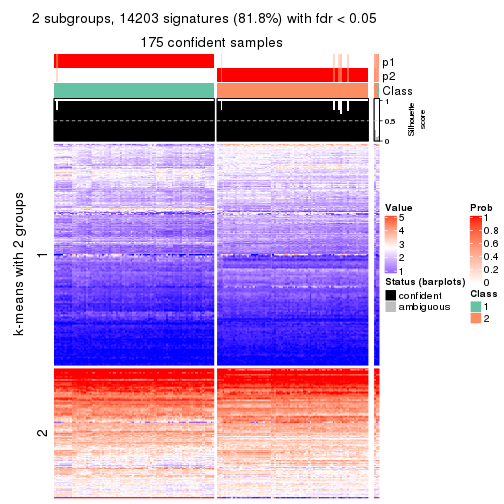 2 subgroups, 14203 signatures (81.8%) with fdr < 0.05
175 confident samples
p1
p2
Class
1
0.5
0
Silhouette
score
k-means with 2 groups
1
2
Value
5
4
3
2
1
Prob
1
0.8
0.6
0.4
0.2
0
Status (barplots)
confident
ambiguous
Class
1
2